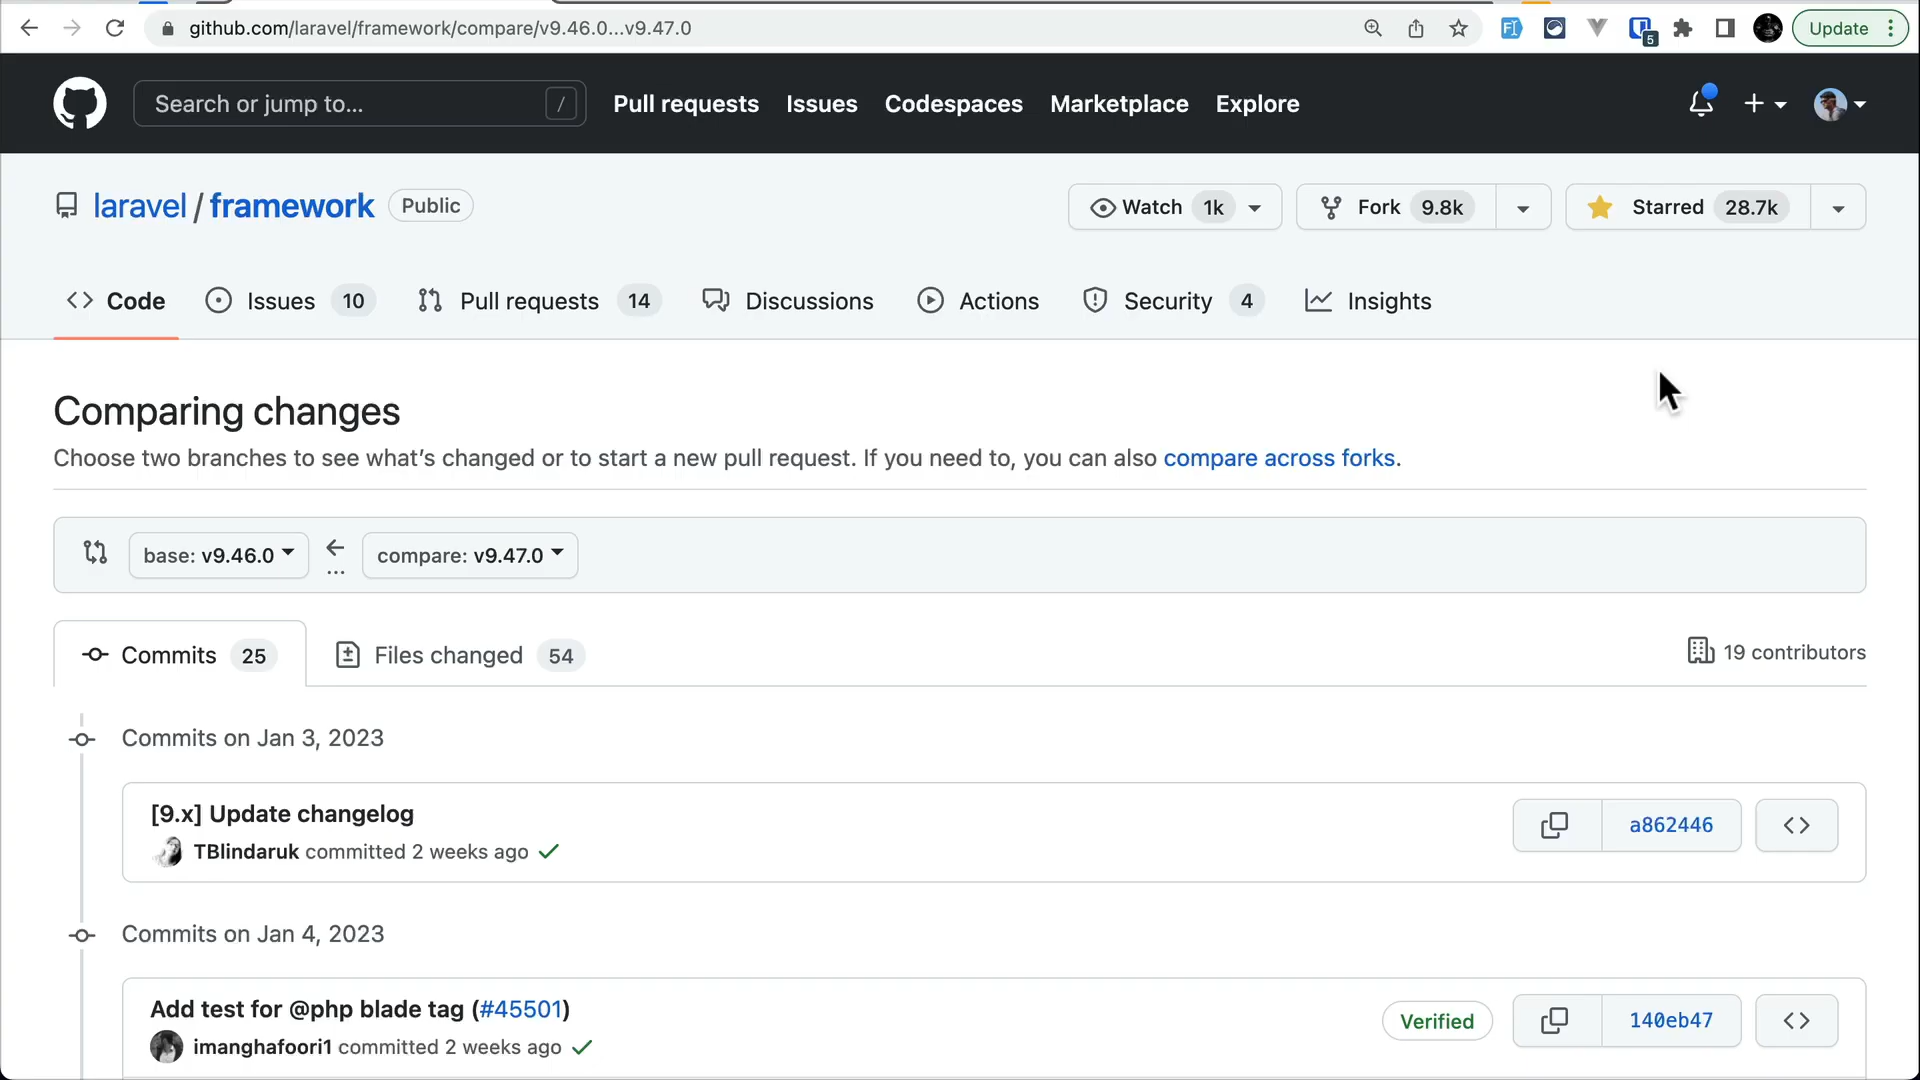 github.com/laravel/framework/compare/v9.46.0...v9.47.0
5
Update
Search or jump to...
/
Pull requests
Issues
Codespaces
Marketplace
Explore
laravel / framework
Public
Watch 1k
Fork 9.8k
Starred 28.7k
Code
Issues 10
Pull requests 14
Discussions
Actions
Security 4
Insights
Comparing changes
Choose two branches to see what’s changed or to start a new pull request. If you need to, you can also compare across forks.
base: v9.46.0
...
compare: v9.47.0
Commits 25
Files changed 54
19 contributors
Commits on Jan 3, 2023
[9.x] Update changelog
TBlindaruk committed 2 weeks ago
a862446
Commits on Jan 4, 2023
Add test for @php blade tag (#45501)
imanghafoori1 committed 2 weeks ago
Verified
140eb47